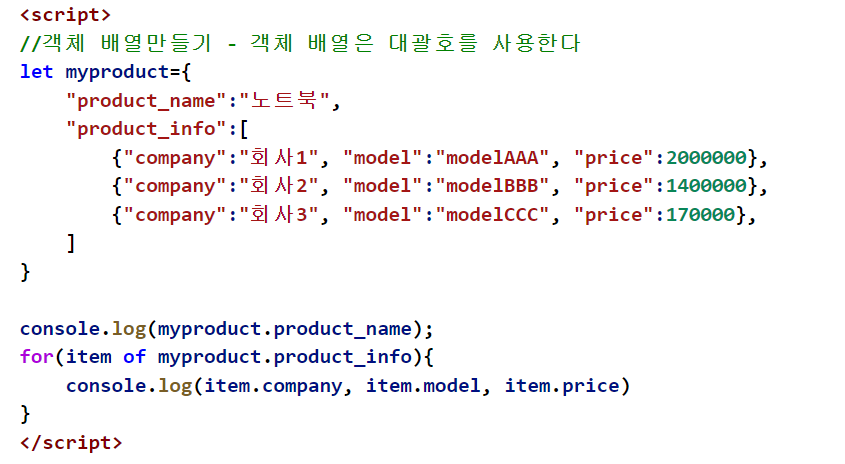 <script>
//객체 배열만들기 - 객체 배열은 대괄호를 사용한다
let myproduct={
    "product_name":"노트북",
    "product_info":[
        {"company":"회사1", "model":"modelAAA", "price":2000000},
        {"company":"회사2", "model":"modelBBB", "price":1400000},
        {"company":"회사3", "model":"modelCCC", "price":170000},
    ]
}

console.log(myproduct.product_name);
for(item of myproduct.product_info){
    console.log(item.company, item.model, item.price)
}
</script>